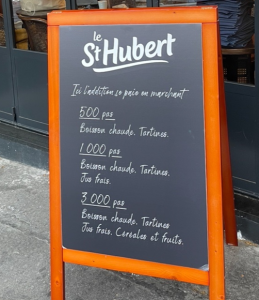 le
St Hubert
Ici l'addition se paie en marchant
500 pas
Boisson chaude, Tartines.
1 000 pas
Boisson chaude, Tartines.
Jus frais.
3 000 pas
Boisson chaude, Tartines
Jus frais, Céréales et fruits.